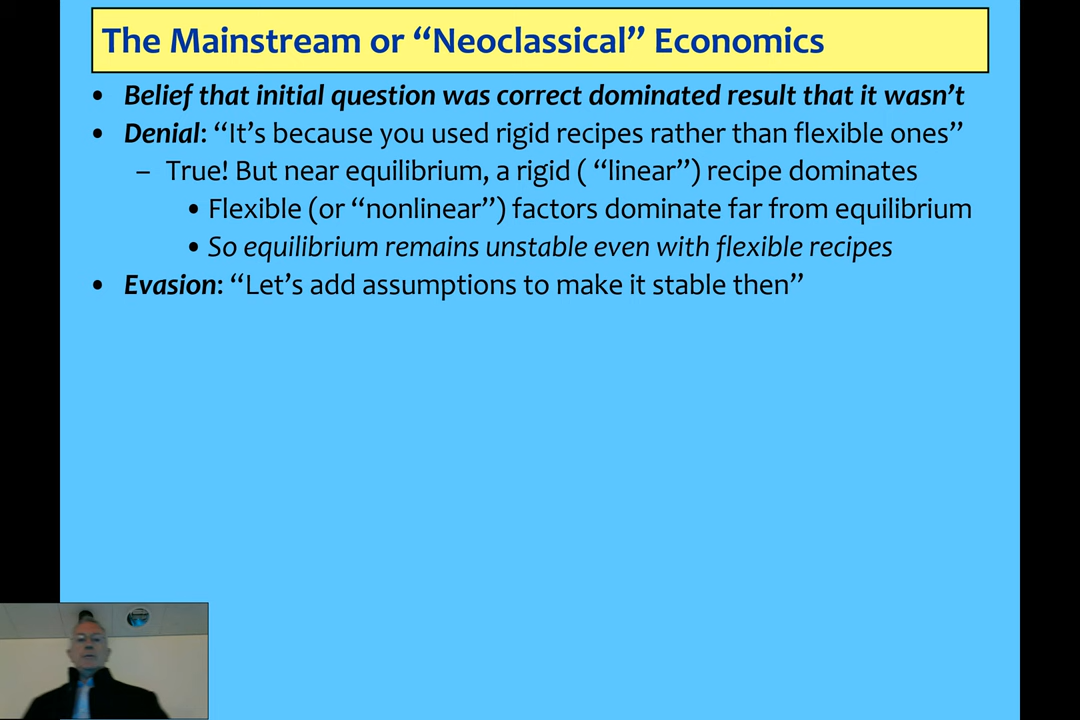 The Mainstream or “Neoclassical” Economics
• Belief that initial question was correct dominated result that it wasn’t
• Denial: “It’s because you used rigid recipes rather than flexible ones”
– True! But near equilibrium, a rigid ( “linear”) recipe dominates
• Flexible (or “nonlinear”) factors dominate far from equilibrium
• So equilibrium remains unstable even with flexible recipes
• Evasion: “Let’s add assumptions to make it stable then”